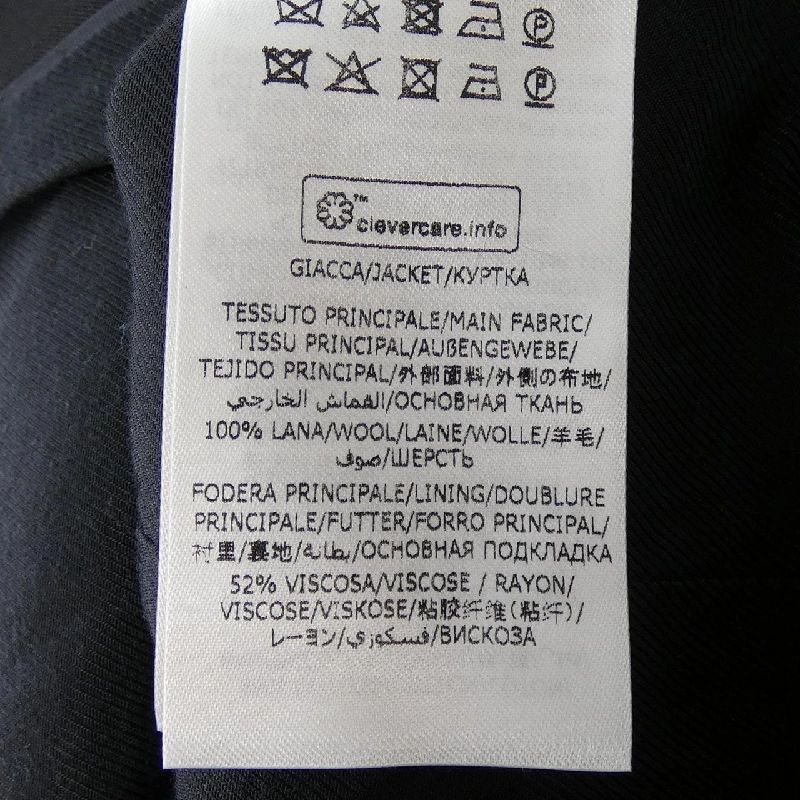 clevercare.info™
GIACCA/JACKET/КУРТКА
TESSUTO PRINCIPALE/MAIN FABRIC/
TISSU PRINCIPAL/AUßENGEWEBE/
TEJIDO PRINCIPAL/外部面料/外側の布地/
القماش الخارجي/ОСНОВНАЯ ТКАНЬ
100% LANA/WOOL/LAINE/WOLLE/羊毛/
صوف/ШЕРСТЬ
FODERA PRINCIPALE/LINING/DOUBLURE
PRINCIPALE/FUTTER/FORRO PRINCIPAL/
衬里/裏地/بطانة/ОСНОВНАЯ ПОДКЛАДКА
52% VISCOSA/VISCOSE / RAYON/
VISCOSE/VISKOSE/粘胶纤维(粘纤)/
レーヨン/فسكوزي/ВИСКОЗА